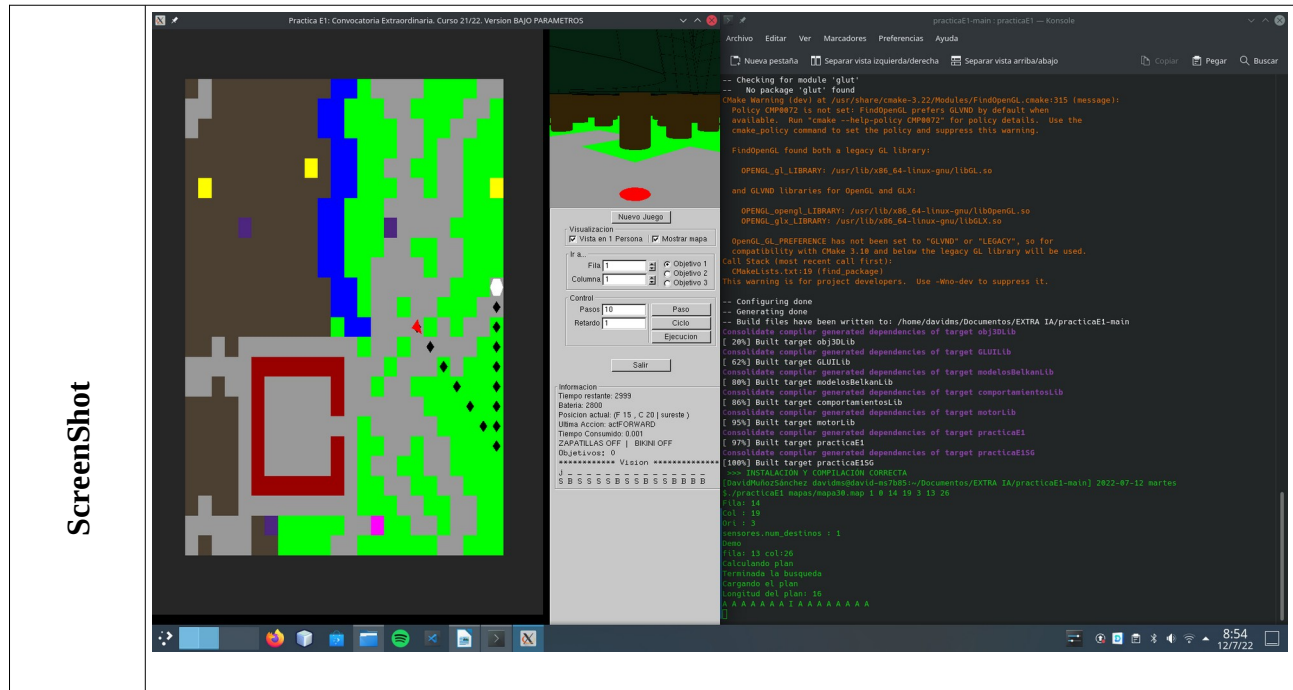 ScreenShot
Practica E1: Convocatoria Extraordinaria. Curso 21/22. Version BAJO PARAMETROS
Nuevo Juego
Visualizacion
Vista en 1 Persona
Mostrar mapa
Ir a...
Fila 1
Columna 1
Objetivo 1
Objetivo 2
Objetivo 3
Control
Pasos 10
Retardo 1
Paso
Ciclo
Ejecucion
Salir
Informacion
Tiempo restante: 2999
Bateria: 2800
Posicion actual: (F 15 , C 20 | sureste )
Ultima Accion: actFORWARD
Tiempo Consumido: 0.001
ZAPATILLAS OFF | BIKINI OFF
Objetivos: 0
*********** Vision ***********
J _ _ _ _ _ _ _ _ _ _ _ _ _ _ _
S B S S S S B S S B S S B B B B
practicaE1-main : practicaE1 — Konsole
Archivo Editar Ver Marcadores Preferencias Ayuda
Nueva pestaña Separar vista izquierda/derecha Separar vista arriba/abajo Copiar Pegar Buscar
-- Checking for module 'glut'
--   No package 'glut' found
CMake Warning (dev) at /usr/share/cmake-3.22/Modules/FindOpenGL.cmake:315 (message):
  Policy CMP0072 is not set: FindOpenGL prefers GLVND by default when
  available.  Run "cmake --help-policy CMP0072" for policy details.  Use the
  cmake_policy command to set the policy and suppress this warning.
  FindOpenGL found both a legacy GL library:
    OPENGL_gl_LIBRARY: /usr/lib/x86_64-linux-gnu/libGL.so
  and GLVND libraries for OpenGL and GLX:
    OPENGL_opengl_LIBRARY: /usr/lib/x86_64-linux-gnu/libOpenGL.so
    OPENGL_glx_LIBRARY: /usr/lib/x86_64-linux-gnu/libGLX.so
  OpenGL_GL_PREFERENCE has not been set to "GLVND" or "LEGACY", so for
  compatibility with CMake 3.10 and below the legacy GL library will be used.
Call Stack (most recent call first):
  CMakeLists.txt:19 (find_package)
This warning is for project developers.  Use -Wno-dev to suppress it.
-- Configuring done
-- Generating done
-- Build files have been written to: /home/davidms/Documentos/EXTRA IA/practicaE1-main
Consolidate compiler generated dependencies of target obj3DLib
[ 20%] Built target obj3DLib
Consolidate compiler generated dependencies of target GLUILib
[ 62%] Built target GLUILib
Consolidate compiler generated dependencies of target modelosBelkanLib
[ 80%] Built target modelosBelkanLib
Consolidate compiler generated dependencies of target comportamientosLib
[ 86%] Built target comportamientosLib
Consolidate compiler generated dependencies of target motorLib
[ 95%] Built target motorLib
Consolidate compiler generated dependencies of target practicaE1
[ 97%] Built target practicaE1
Consolidate compiler generated dependencies of target practicaE1SG
[100%] Built target practicaE1SG
>>> INSTALACIÓN Y COMPILACIÓN CORRECTA
[DavidMuñozSánchez davidms@david-ms7b85:~/Documentos/EXTRA IA/practicaE1-main] 2022-07-12 martes
$./practicaE1 mapas/mapa30.map 1 0 14 19 3 13 26
Fila: 14
Col : 19
Ori : 3
sensores.num_destinos : 1
Demo
fila: 13 col:26
Calculando plan
Terminada la busqueda
Cargando el plan
Longitud del plan: 16
A A A A A A A I A A A A A A A A
8:54
12/7/22